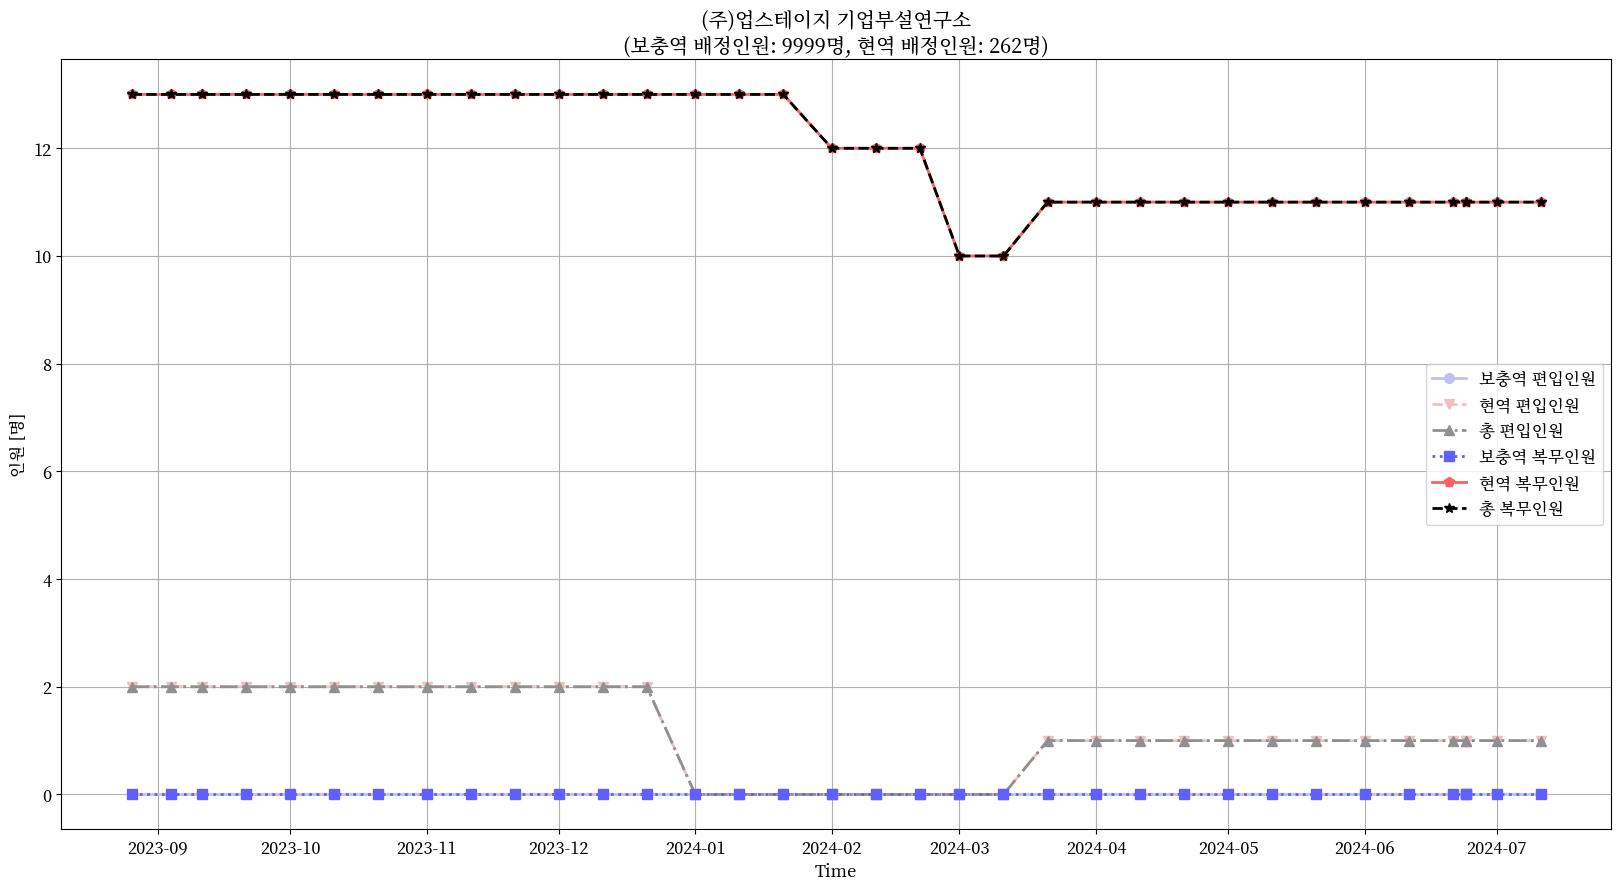 (주)업스테이지 기업부설연구소
(보충역 배정인원: 9999명, 현역 배정인원: 262명)
인원 [명]
12
10
8
6
4
2
0
보충역 편입인원
현역 편입인원
총 편입인원
보충역 복무인원
현역 복무인원
총 복무인원
2023-09 2023-10 2023-11 2023-12 2024-01 2024-02 2024-03 2024-04 2024-05 2024-06 2024-07
Time